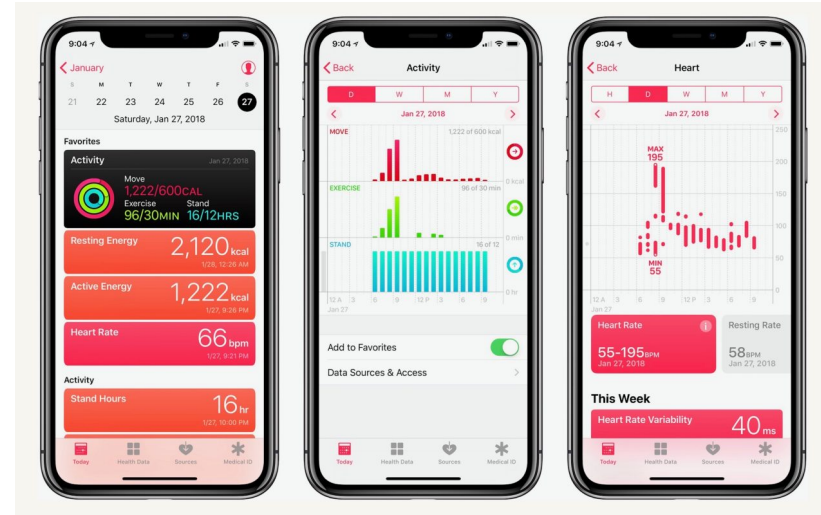 9:04
January
S M T W T F S
21 22 23 24 25 26 27
Saturday, Jan 27, 2018
Favorites
Activity Jan 27, 2018
Move
1,222/600CAL
Exercise Stand
96/30MIN 16/12HRS
Resting Energy 2,120 kcal
1/28, 12:26 AM
Active Energy 1,222 kcal
1/27, 9:28 PM
Heart Rate 66 bpm
1/27, 9:21 PM
Activity
Stand Hours 16 hr
1/27, 10:00 PM
Today Health Data Sources Medical ID
9:04
Back Activity
D W M Y
Jan 27, 2018
MOVE 1,222 of 600 kcal
0 kcal
EXERCISE 96 of 30 min
0 min
STAND 16 of 12
0 hr
12 A 3 6 9 12 P 3 6 9
Jan 27
Add to Favorites
Data Sources & Access
Today Health Data Sources Medical ID
9:04
Back Heart
H D W M Y
Jan 27, 2018
250
MAX
195
200
150
100
50
MIN
55
0
12 A 3 6 9 12 P 3 6 9
Jan 27
Heart Rate Resting Rate
55-195BPM 58BPM
Jan 27, 2018 Jan 27, 2018
This Week
Heart Rate Variability 40 ms
Today Health Data Sources Medical ID